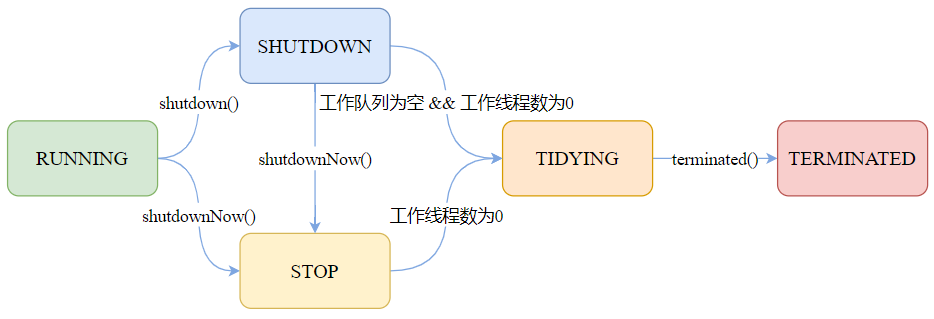 SHUTDOWN
shutdown()
工作队列为空 && 工作线程数为0
RUNNING
shutdownNow()
TIDYING
terminated()
TERMINATED
shutdownNow()
工作线程数为0
STOP